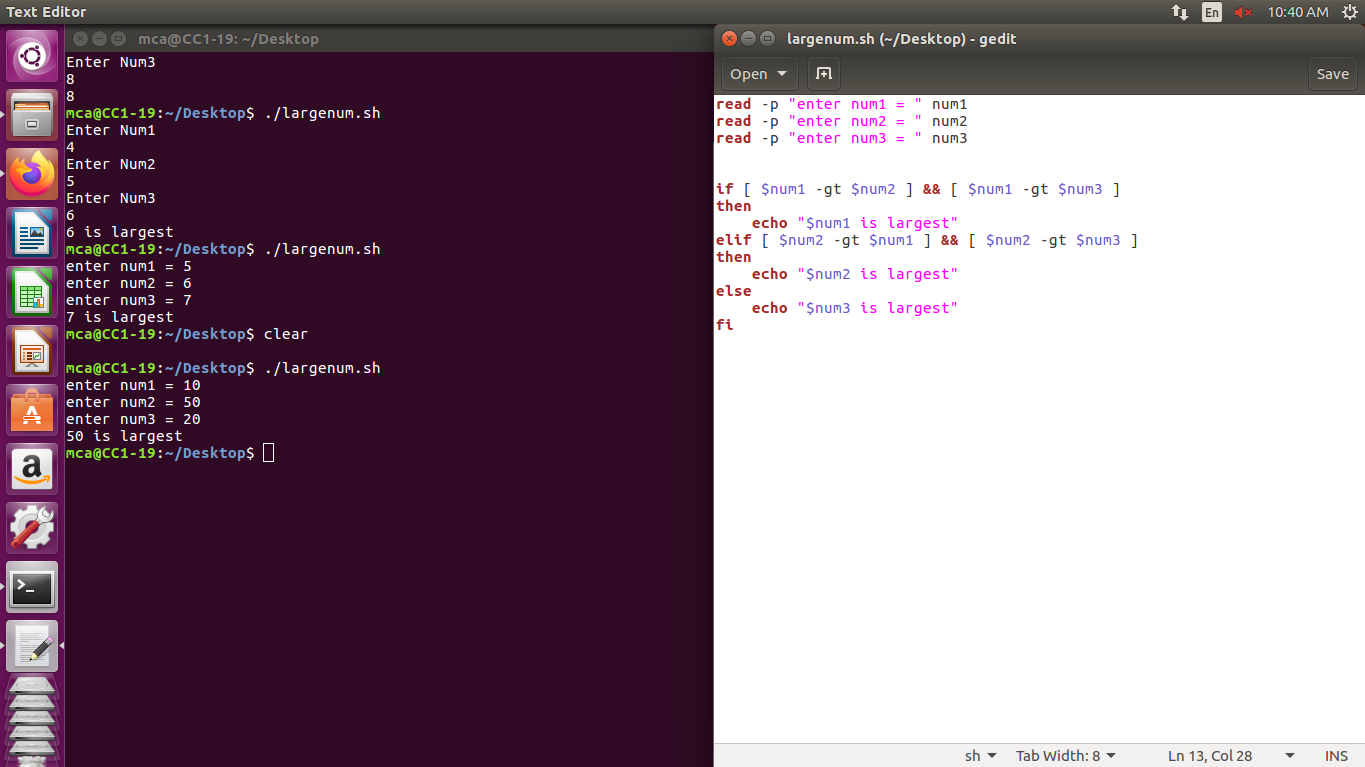 Text Editor
En
10:40 AM
mca@CC1-19: ~/Desktop
Enter Num3
8
8
mca@CC1-19:~/Desktop$ ./largenum.sh
Enter Num1
4
Enter Num2
5
Enter Num3
6
6 is largest
mca@CC1-19:~/Desktop$ ./largenum.sh
enter num1 = 5
enter num2 = 6
enter num3 = 7
7 is largest
mca@CC1-19:~/Desktop$ clear
mca@CC1-19:~/Desktop$ ./largenum.sh
enter num1 = 10
enter num2 = 50
enter num3 = 20
50 is largest
mca@CC1-19:~/Desktop$
largenum.sh (~/Desktop) - gedit
Open
Save
read -p "enter num1 = " num1
read -p "enter num2 = " num2
read -p "enter num3 = " num3
if [ $num1 -gt $num2 ] && [ $num1 -gt $num3 ]
then
    echo "$num1 is largest"
elif [ $num2 -gt $num1 ] && [ $num2 -gt $num3 ]
then
    echo "$num2 is largest"
else
    echo "$num3 is largest"
fi
sh
Tab Width: 8
Ln 13, Col 28
INS